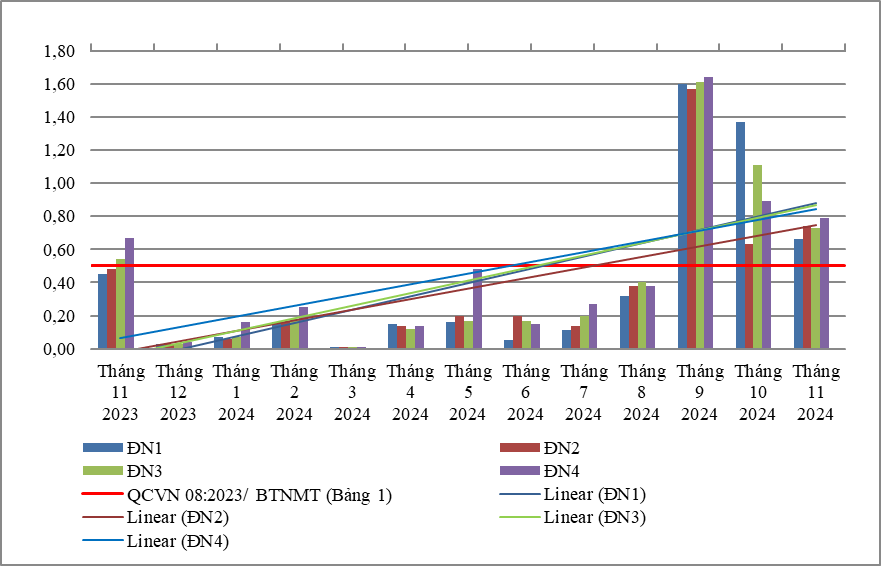 1,80
1,60
1,40
1,20
1,00
0,80
0,60
0,40
0,20
0,00
Tháng 11 2023
Tháng 12 2023
Tháng 1 2024
Tháng 2 2024
Tháng 3 2024
Tháng 4 2024
Tháng 5 2024
Tháng 6 2024
Tháng 7 2024
Tháng 8 2024
Tháng 9 2024
Tháng 10 2024
Tháng 11 2024
ĐN1
ĐN2
ĐN3
ĐN4
QCVN 08:2023/ BTNMT (Bảng 1)
Linear (ĐN1)
Linear (ĐN2)
Linear (ĐN3)
Linear (ĐN4)